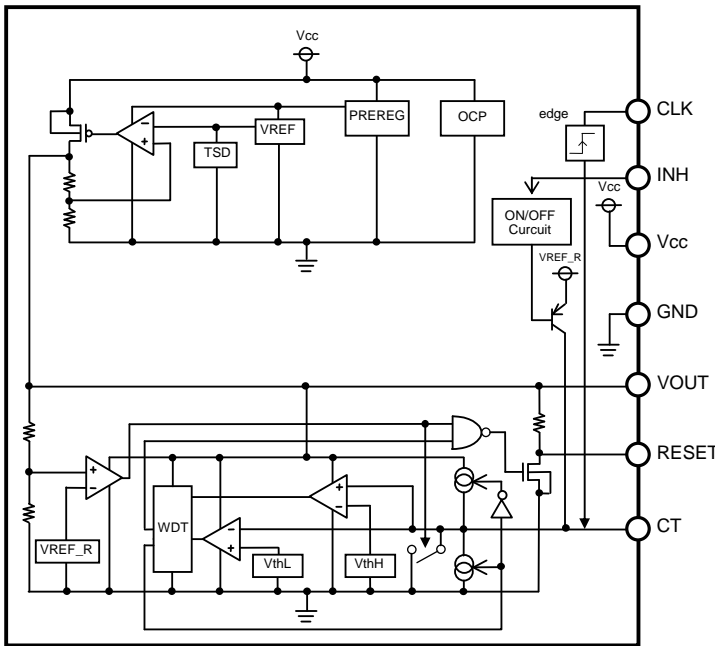 Vcc
PREREG
OCP
edge
CLK
VREF
TSD
INH
Vcc
ON/OFF
Curcuit
Vcc
VREF_R
GND
VOUT
RESET
WDT
CT
VREF_R
VthL
VthH
+
-
+
-
+
-
+
-